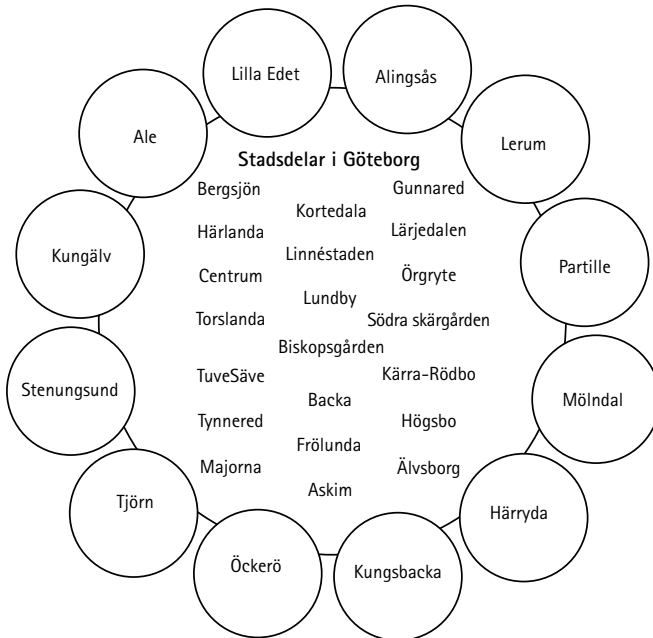 Lilla Edet
Alingsås
Ale
Lerum
Stadsdelar i Göteborg
Bergsjön
Gunnared
Kortedala
Härlanda
Lärjedalen
Linnéstaden
Kungälv
Partille
Centrum
Örgryte
Lundby
Torslanda
Södra skärgården
Biskopsgården
TuveSäve
Kärra-Rödbo
Stenungsund
Mölndal
Backa
Tynnered
Högsbo
Frölunda
Majorna
Älvsborg
Askim
Tjörn
Härryda
Öckerö
Kungsbacka